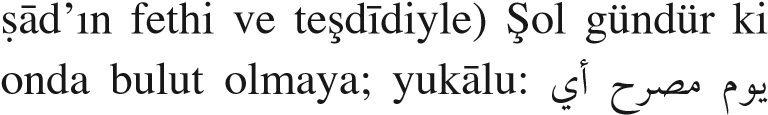 ṣād’ın fethi ve teşdīdiyle) Şol gündür ki
onda bulut olmaya; yukālu: يوم مصرح أي